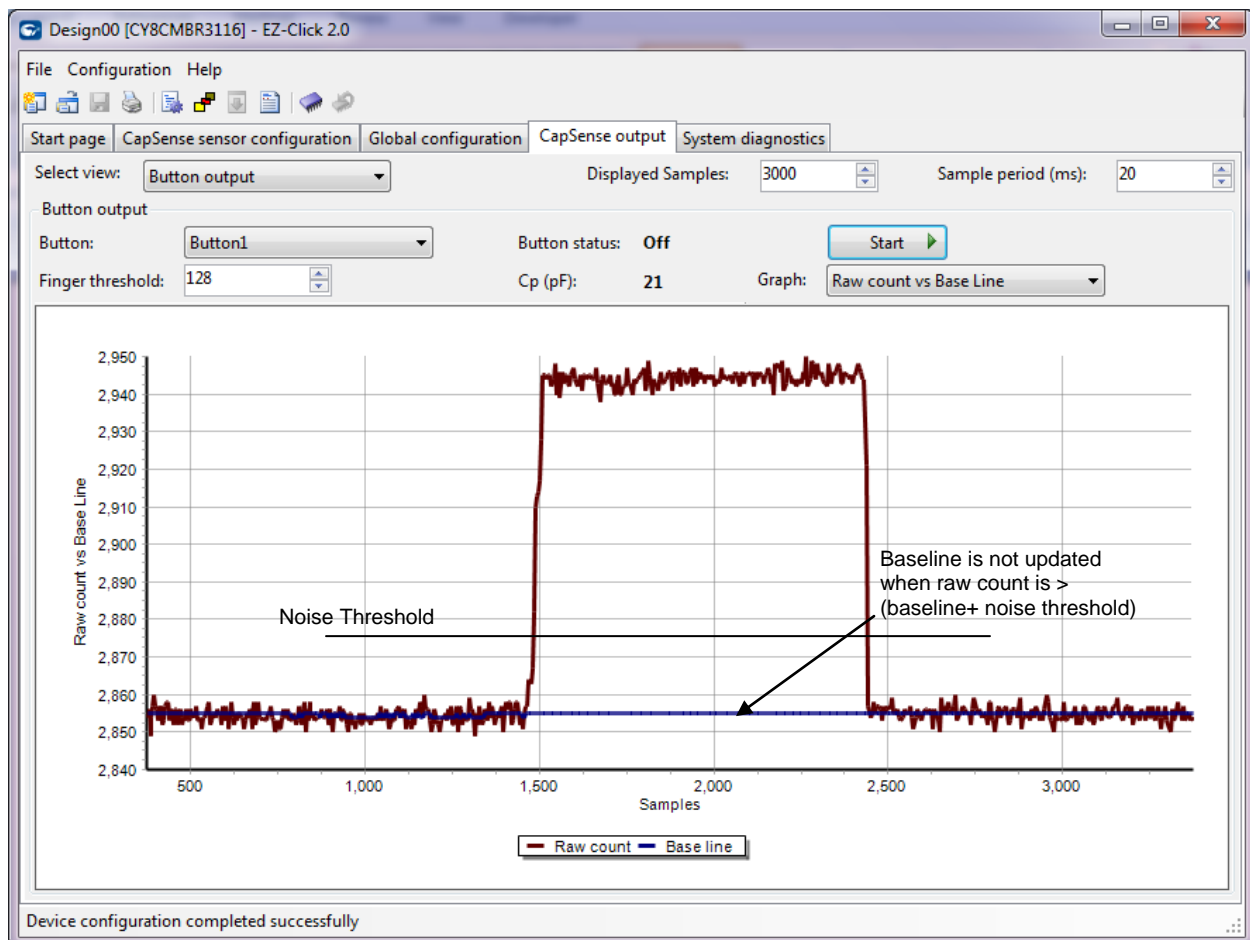 Design00 [CY8CMBR3116] - EZ-Click 2.0
File Configuration Help
Start page CapSense sensor configuration Global configuration CapSense output System diagnostics
Select view: Button output Displayed Samples: 3000 Sample period (ms): 20
Button output
Button: Button1 Button status: Off Start
Finger threshold: 128 Cp (pF): 21 Graph: Raw count vs Base Line
Raw count vs Base Line
2,950
2,940
2,930
2,920
2,910
2,900
2,890
2,880
2,870
2,860
2,850
2,840
Noise Threshold
Baseline is not updated
when raw count is >
(baseline+ noise threshold)
500 1,000 1,500 2,000 2,500 3,000
Samples
Raw count Base line
Device configuration completed successfully